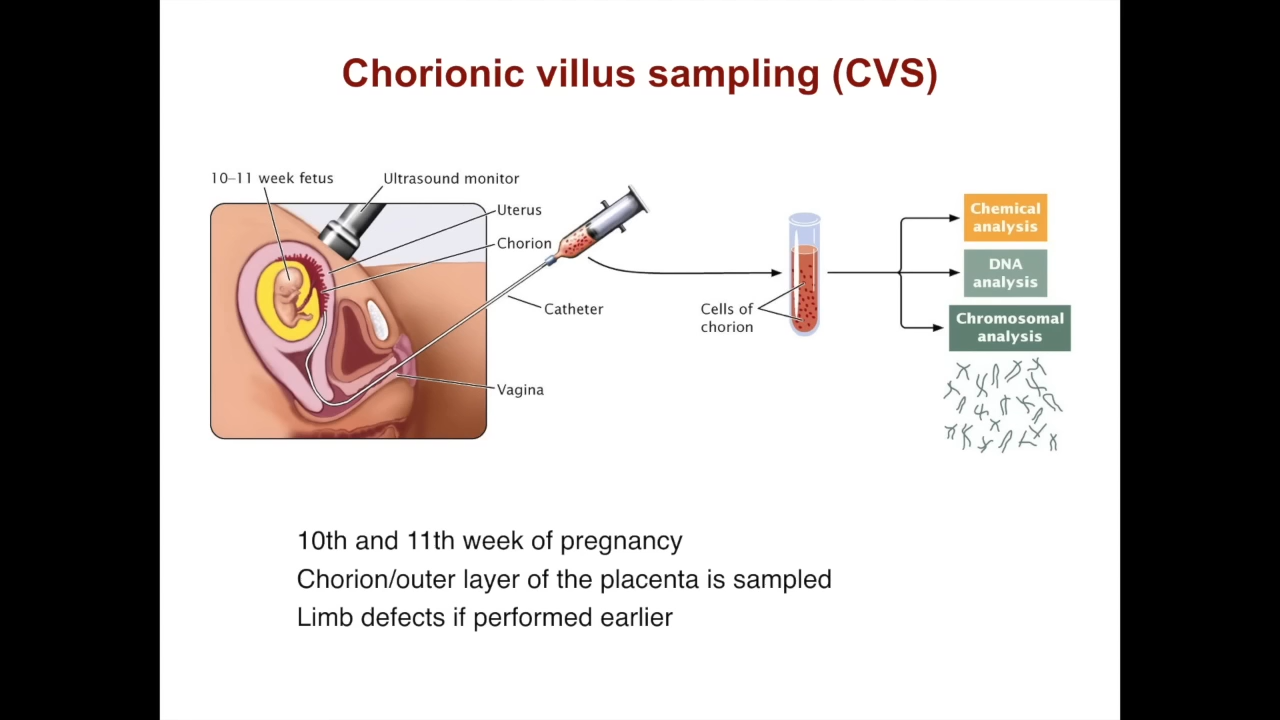 Chorionic villus sampling (CVS)
10–11 week fetus
Ultrasound monitor
Uterus
Chorion
Catheter
Vagina
Cells of
chorion
Chemical
analysis
DNA
analysis
Chromosomal
analysis
10th and 11th week of pregnancy
Chorion/outer layer of the placenta is sampled
Limb defects if performed earlier